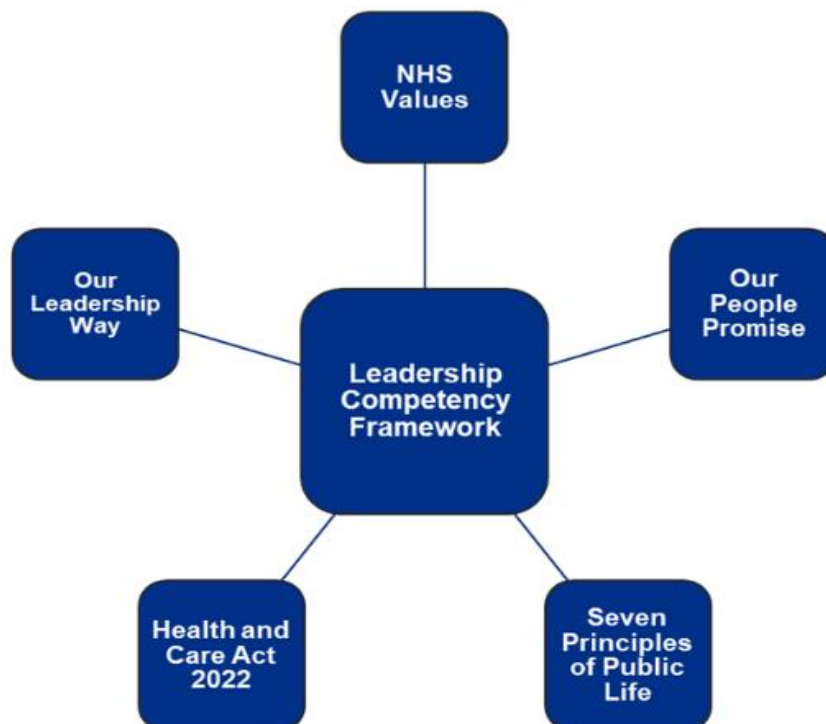 NHS
Values
Our
Leadership
Way
Our
People
Promise
Leadership
Competency
Framework
Health and
Care Act
2022
Seven
Principles
of Public
Life